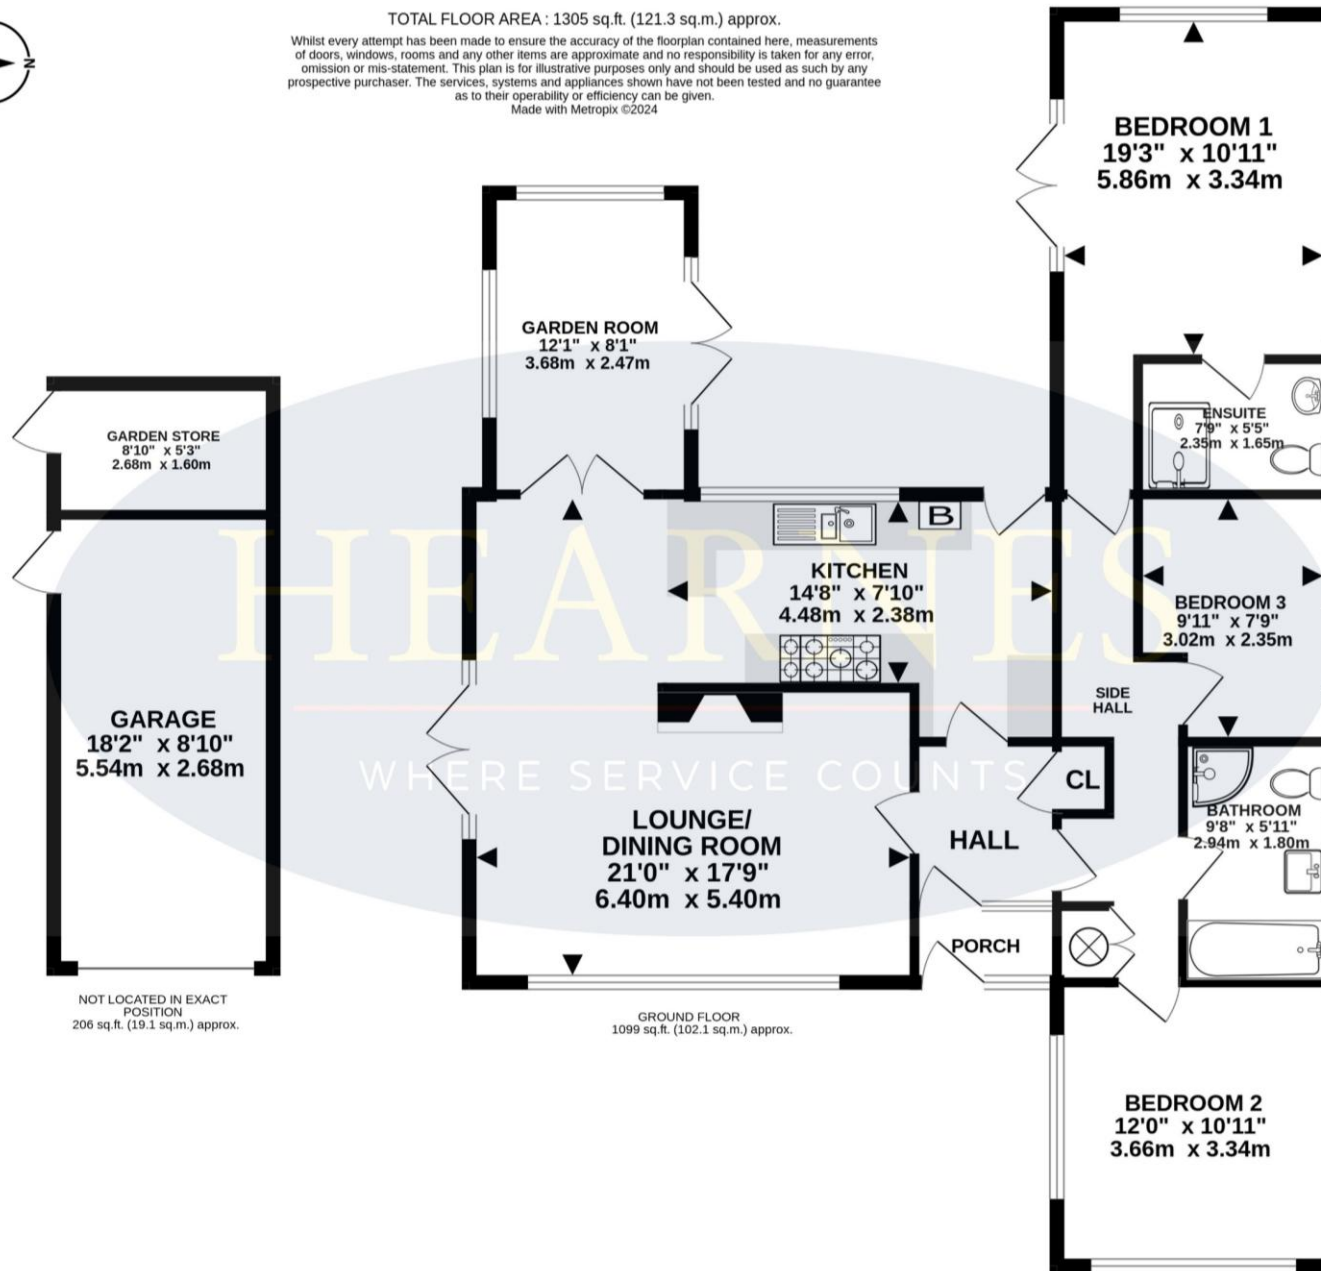 TOTAL FLOOR AREA : 1305 sq.ft. (121.3 sq.m.) approx.
Whilst every attempt has been made to ensure the accuracy of the floorplan contained here, measurements
of doors, windows, rooms and any other items are approximate and no responsibility is taken for any error,
omission or mis-statement. This plan is for illustrative purposes only and should be used as such by any
prospective purchaser. The services, systems and appliances shown have not been tested and no guarantee
as to their operability or efficiency can be given.
Made with Metropix ©2024
N
BEDROOM 1
19'3" x 10'11"
5.86m x 3.34m
GARDEN ROOM
12'1" x 8'1"
3.68m x 2.47m
ENSUITE
7'9" x 5'5"
2.35m x 1.65m
GARDEN STORE
8'10" x 5'3"
2.68m x 1.60m
B
HEARNES
KITCHEN
14'8" x 7'10"
4.48m x 2.38m
BEDROOM 3
9'11" x 7'9"
3.02m x 2.35m
SIDE
HALL
GARAGE
18'2" x 8'10"
5.54m x 2.68m
WHERE SERVICE COUNTS
CL
LOUNGE/
DINING ROOM
21'0" x 17'9"
6.40m x 5.40m
HALL
BATHROOM
9'8" x 5'11"
2.94m x 1.80m
PORCH
NOT LOCATED IN EXACT
POSITION
206 sq.ft. (19.1 sq.m.) approx.
GROUND FLOOR
1099 sq.ft. (102.1 sq.m.) approx.
BEDROOM 2
12'0" x 10'11"
3.66m x 3.34m